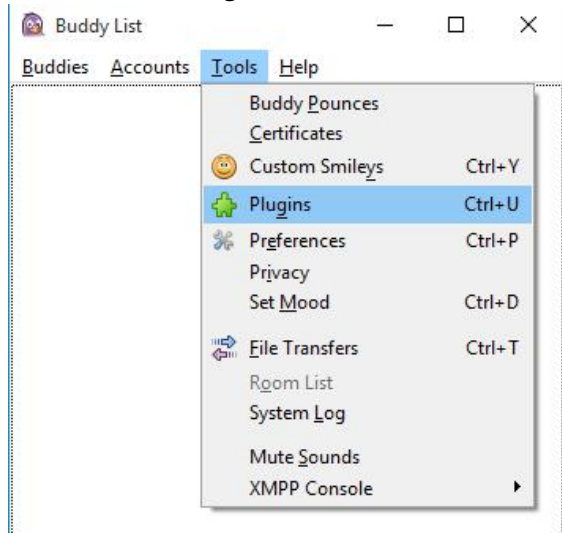 Buddy List
Buddies Accounts Tools Help
Buddy Pounces
Certificates
Custom Smileys Ctrl+Y
Plugins Ctrl+U
Preferences Ctrl+P
Privacy
Set Mood Ctrl+D
File Transfers Ctrl+T
Room List
System Log
Mute Sounds
XMPP Console